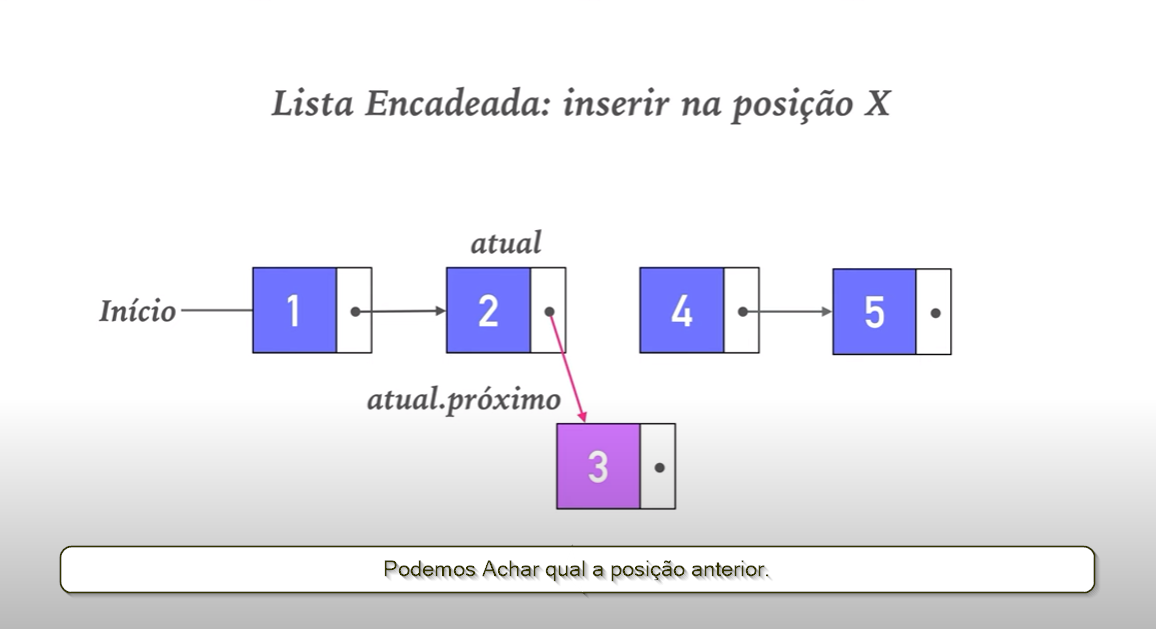 Lista Encadeada: inserir na posição X
atual
Início
1
2
4
5
atual.próximo
3
Podemos Achar qual a posição anterior.